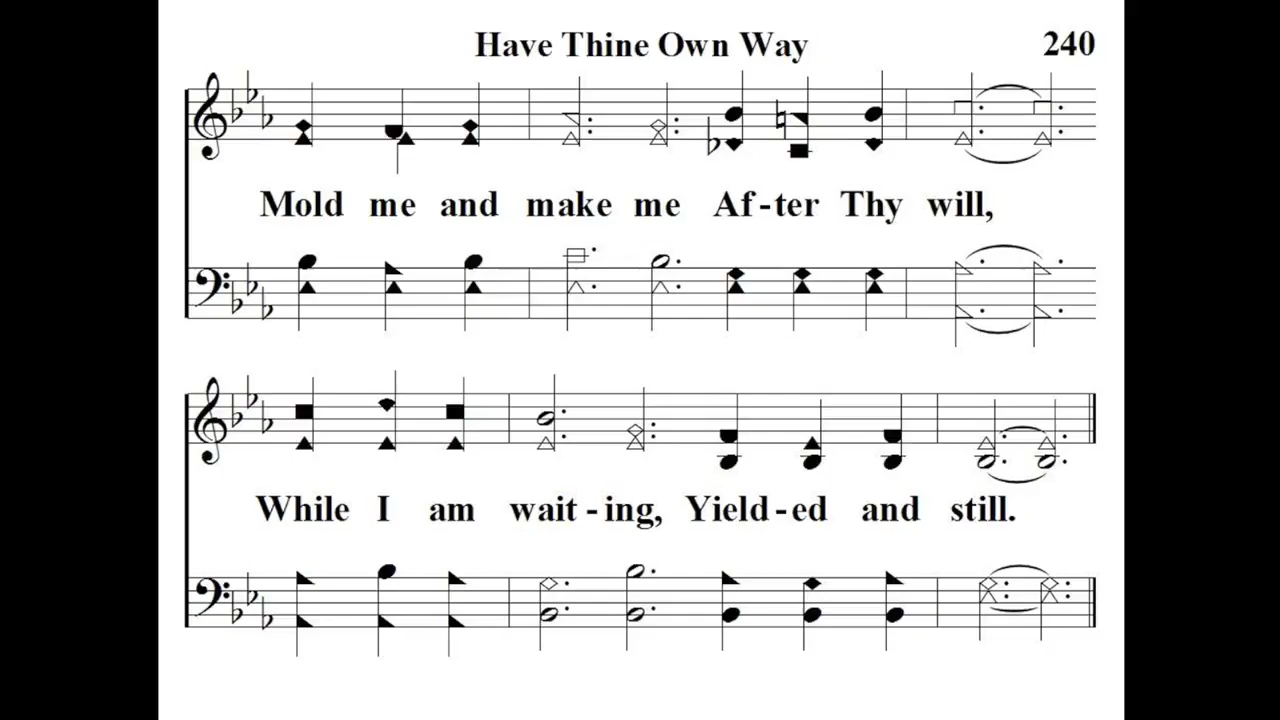 Have Thine Own Way 240
Mold me and make me Af-ter Thy will,
While I am wait-ing, Yield-ed and still.